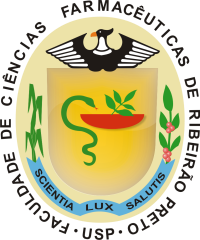 FACULDADE DE CIÊNCIAS FARMACÊUTICAS DE RIBEIRÃO PRETO
• USP •
SCIENTIA LUX SALUTIS